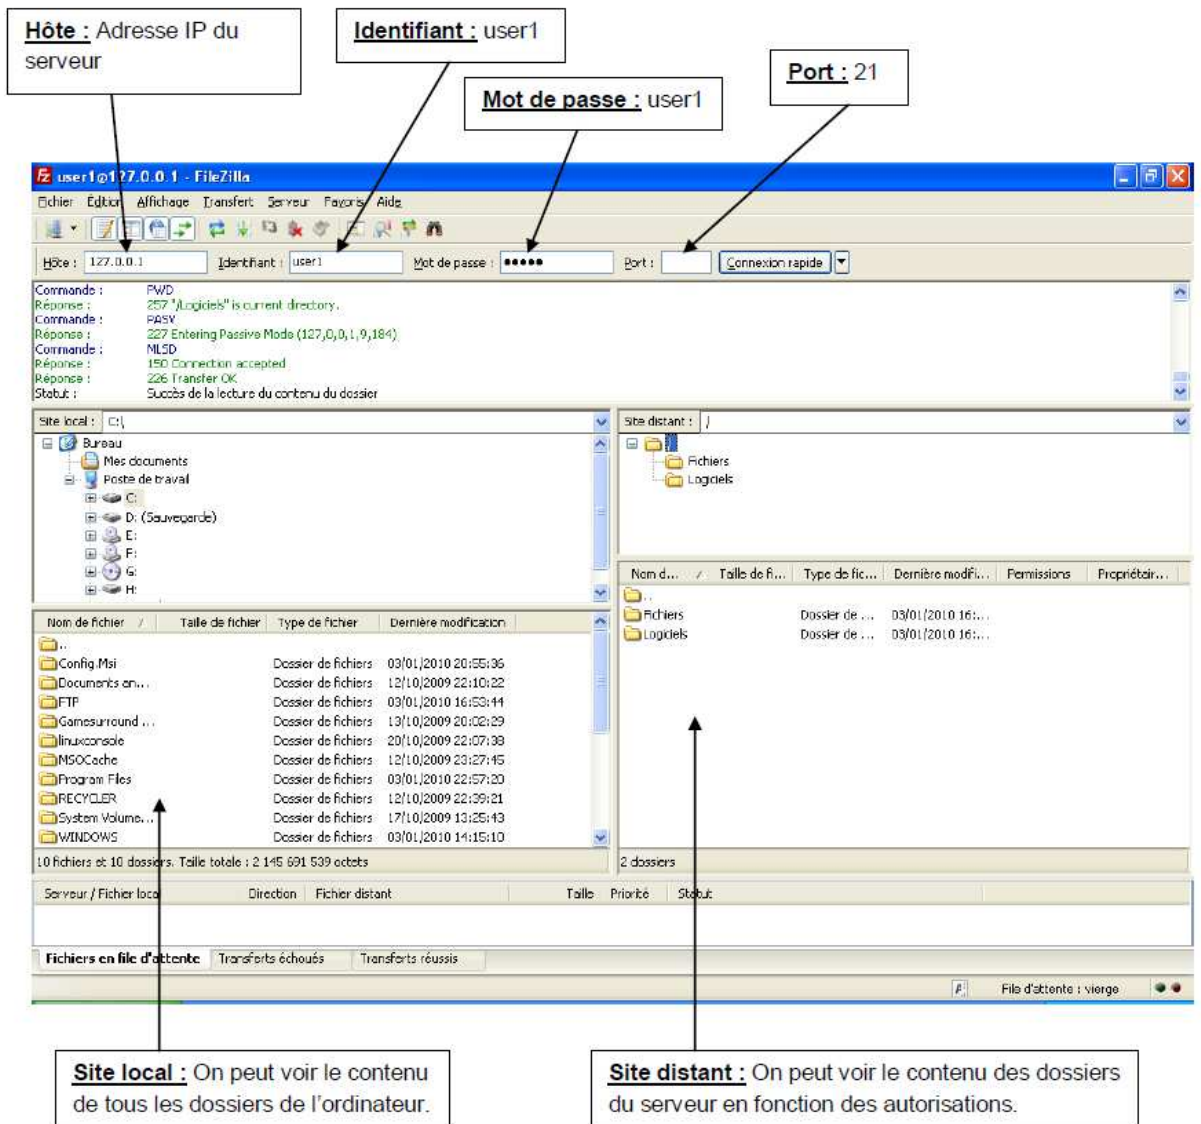 Hôte : Adresse IP du
serveur
Identifiant : user1
Mot de passe : user1
Port : 21
user1@127.0.0.1 - FileZilla
Fichier Édition Affichage Transfert Serveur Favoris Aide
Hôte : 127.0.0.1 Identifiant : user1 Mot de passe : ●●●●● Port : Connexion rapide
Commande : PWD
Réponse : 257 "/Logiciels" is current directory.
Commande : PASV
Réponse : 227 Entering Passive Mode (127,0,0,1,9,184)
Commande : MLSD
Réponse : 150 Connection accepted
Réponse : 226 Transfer OK
Statut : Succès de la lecture du contenu du dossier
Site local : C:\
Bureau
Mes documents
Poste de travail
C:
D: (Sauvegarde)
E:
F:
G:
H:
Site distant : /
/
Fichiers
Logiciels
Nom de fichier / Taille de fichier Type de fichier Dernière modification
..
Config.Msi Dossier de fichiers 03/01/2010 20:55:36
Documents an... Dossier de fichiers 12/10/2009 22:10:22
FTP Dossier de fichiers 03/01/2010 16:53:44
Gamesurround ... Dossier de fichiers 13/10/2009 20:02:29
linuxconsole Dossier de fichiers 20/10/2009 22:07:38
MSOCache Dossier de fichiers 12/10/2009 23:27:45
Program Files Dossier de fichiers 03/01/2010 22:57:20
RECYCLER Dossier de fichiers 12/10/2009 22:39:21
System Volume... Dossier de fichiers 17/10/2009 13:25:43
WINDOWS Dossier de fichiers 03/01/2010 14:15:10
10 fichiers et 10 dossiers. Taille totale : 2 145 691 539 octets
Nom d... / Taille de fi... Type de fic... Dernière modifi... Permissions Propriétair...
..
Fichiers Dossier de ... 03/01/2010 16:...
Logiciels Dossier de ... 03/01/2010 16:...
2 dossiers
Serveur / Fichier local Direction Fichier distant Taille Priorité Statut
Fichiers en file d'attente Transferts échoués Transferts réussis
File d'attente : vierge
Site local : On peut voir le contenu
de tous les dossiers de l'ordinateur.
Site distant : On peut voir le contenu des dossiers
du serveur en fonction des autorisations.